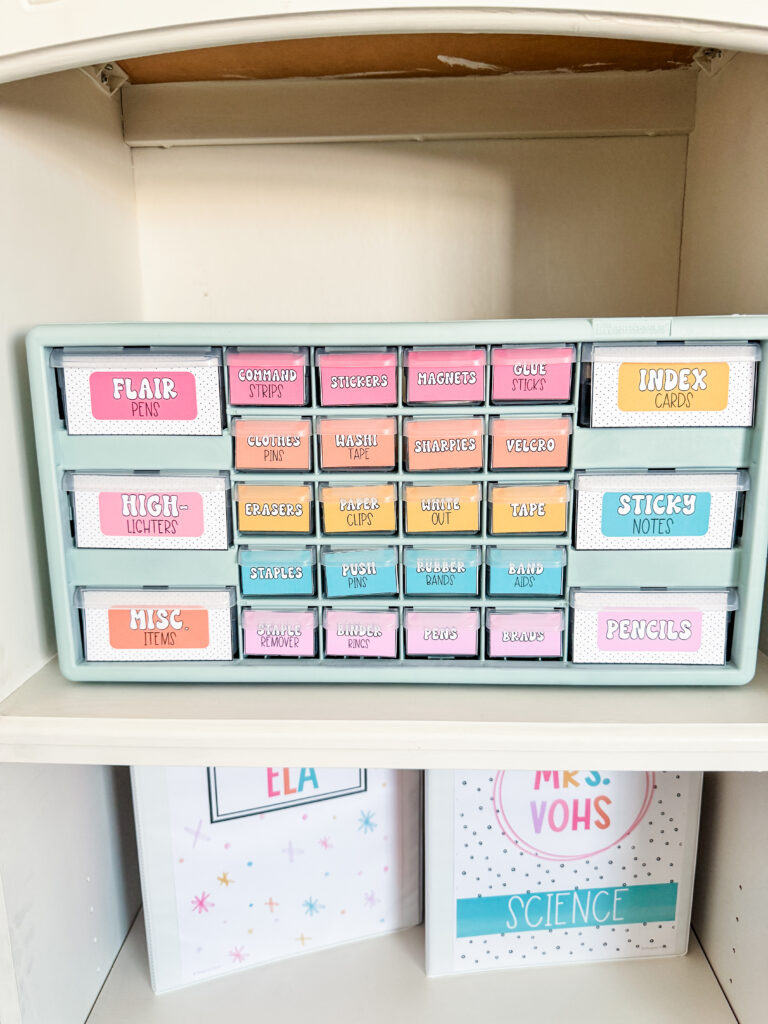 FLAIR
PENS
COMMAND
STRIPS
STICKERS
MAGNETS
GLUE
STICKS
INDEX
CARDS
CLOTHES
PINS
WASHI
TAPE
SHARPIES
VELCRO
HIGH-
LIGHTERS
ERASERS
PAPER
CLIPS
WHITE
OUT
TAPE
STICKY
NOTES
STAPLES
PUSH
PINS
RUBBER
BANDS
BAND
AIDS
MISC.
ITEMS
STAPLE
REMOVER
BINDER
RINGS
PENS
BRADS
PENCILS
ELA
MRS.
VOHS
SCIENCE